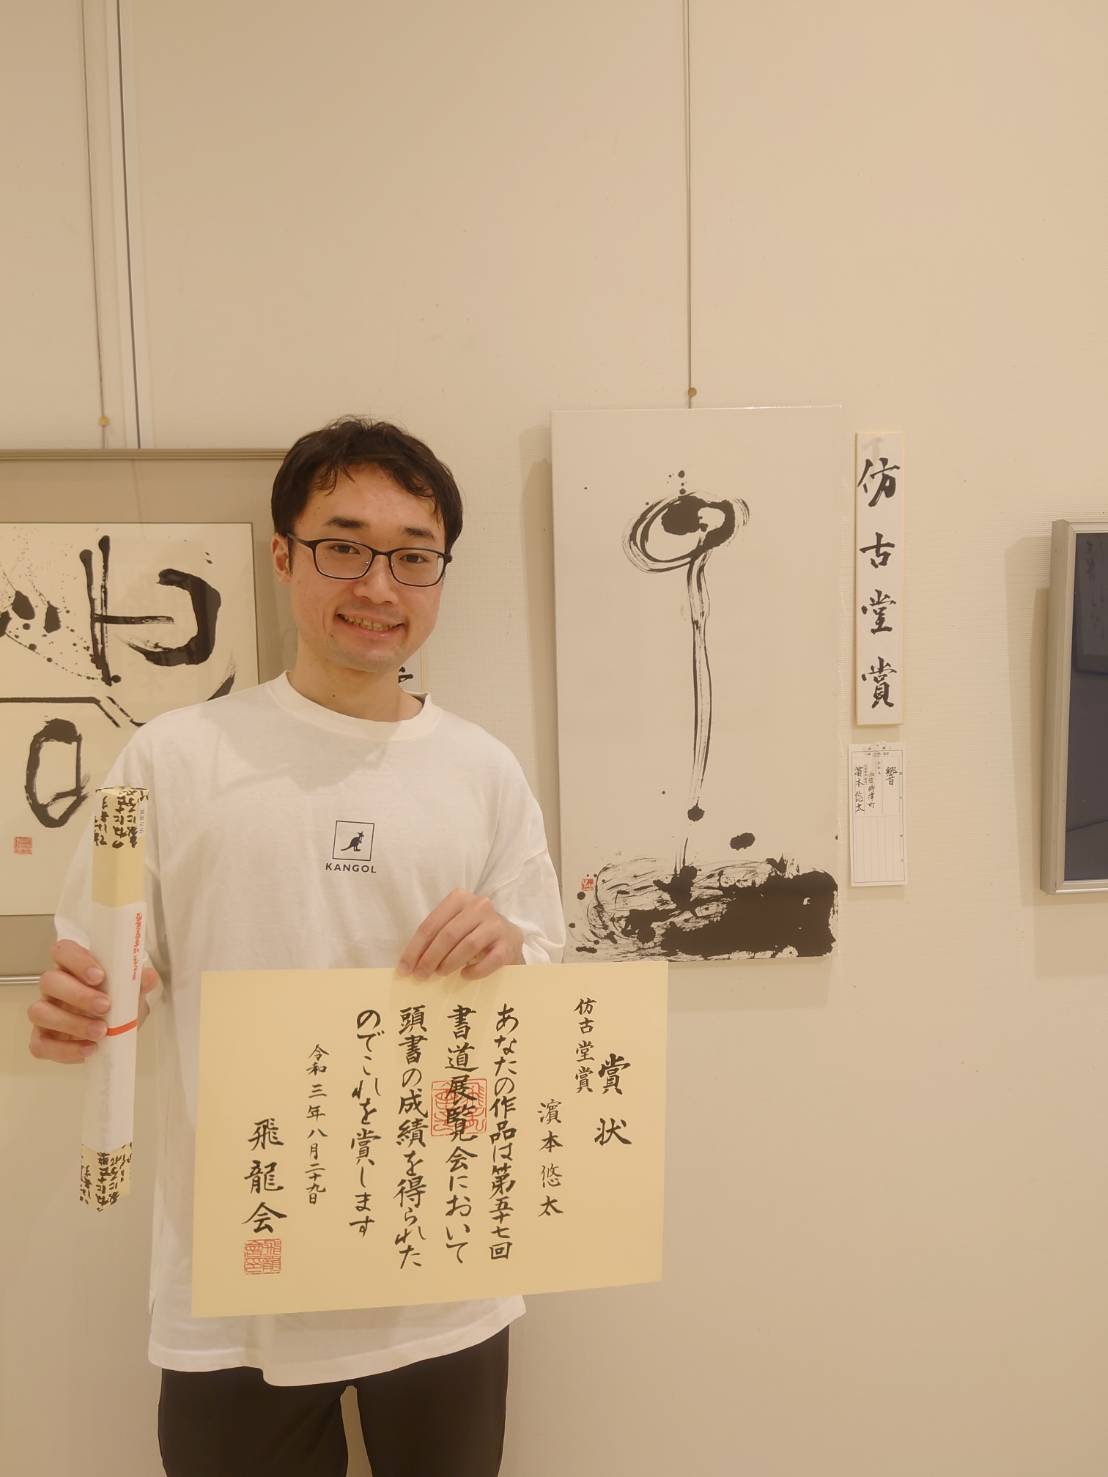 仿古堂賞
響
濱本悠太
KANGOL
賞状
仿古堂賞
濱本悠太
あなたの作品は第五十七回
書道展覧会において
頭書の成績を得られた
のでこれを賞します
令和三年八月二十九日
飛龍会